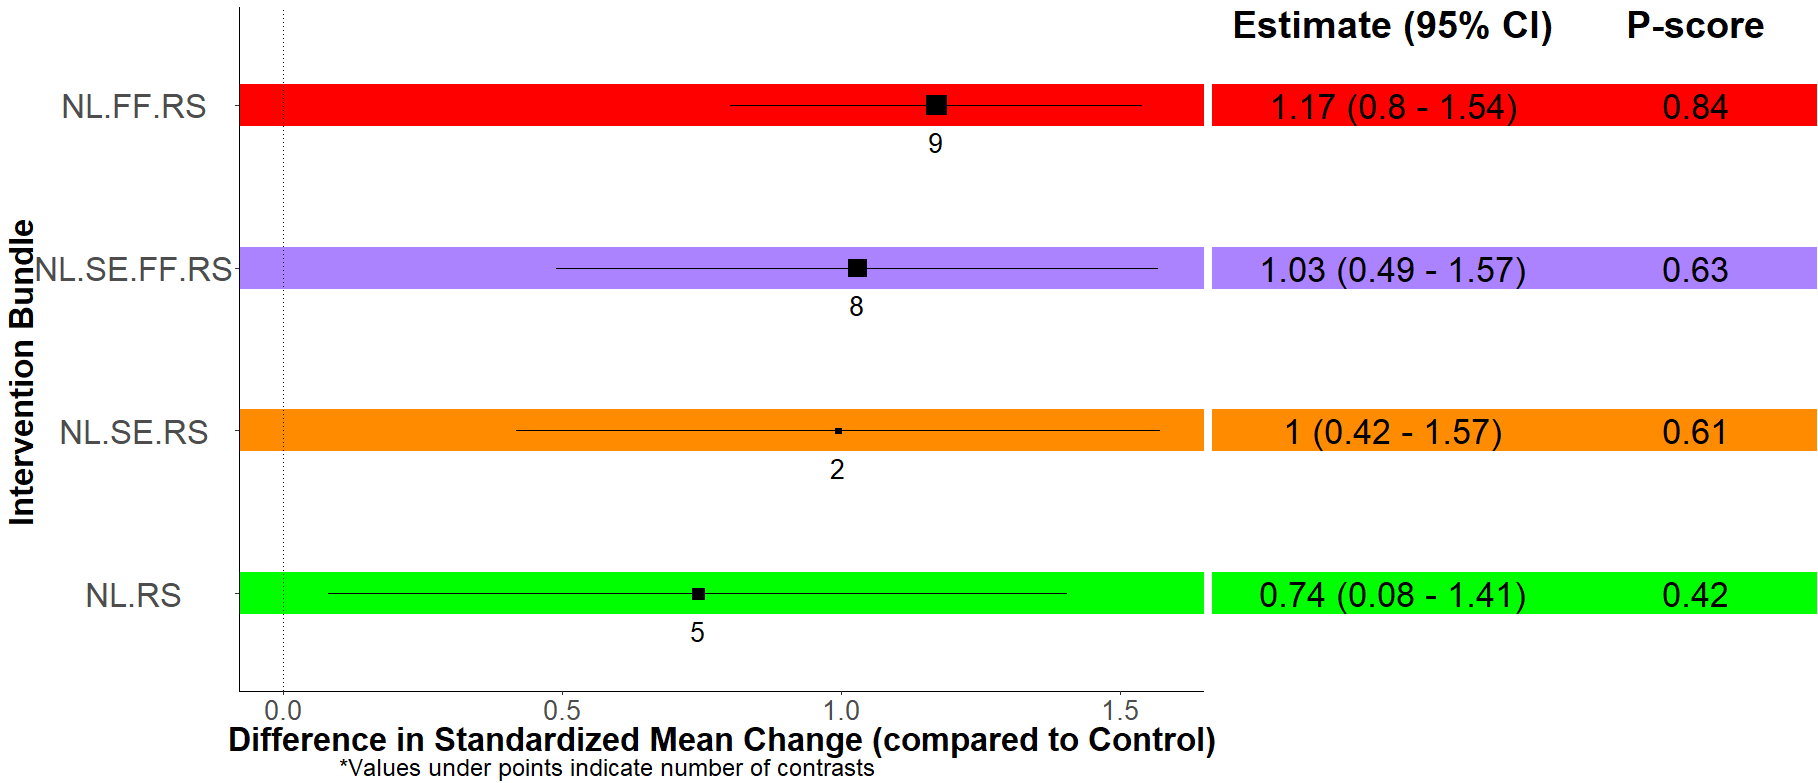 Estimate (95% CI) P-score
NL.FF.RS 1.17 (0.8 - 1.54) 0.84
9
NL.SE.FF.RS 1.03 (0.49 - 1.57) 0.63
8
NL.SE.RS 1 (0.42 - 1.57) 0.61
2
NL.RS 0.74 (0.08 - 1.41) 0.42
5
Intervention Bundle
0.0 0.5 1.0 1.5
Difference in Standardized Mean Change (compared to Control)
*Values under points indicate number of contrasts